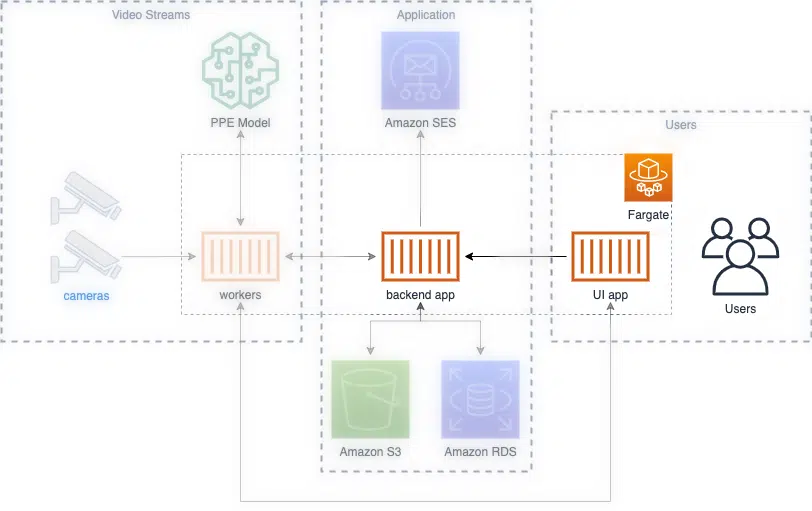 Video Streams
Application
PPE Model
Amazon SES
Users
Fargate
cameras
workers
backend app
UI app
Users
Amazon S3
Amazon RDS